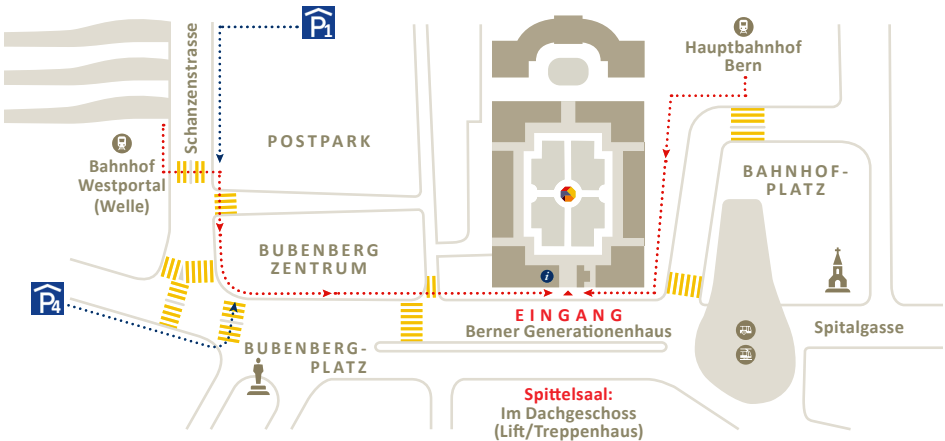 P1
Schanzenstrasse
Hauptbahnhof
Bern
POSTPARK
Bahnhof
Westportal
(Welle)
BAHNHOF-
PLATZ
BUBENBERG
ZENTRUM
i
P4
EINGANG
Berner Generationenhaus
Spitalgasse
BUBENBERG-
PLATZ
Spittelsaal:
Im Dachgeschoss
(Lift/Treppenhaus)